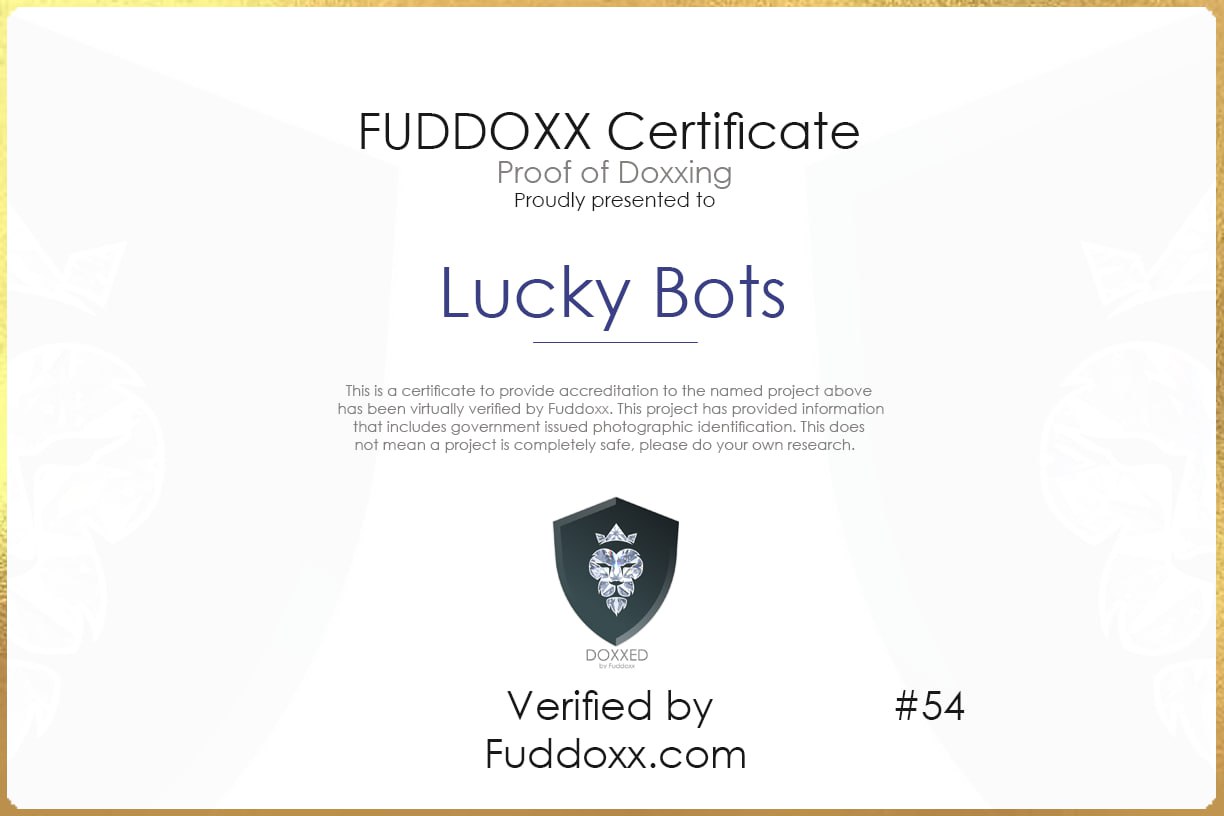 FUDDOXX Certificate
Proof of Doxxing
Proudly presented to
Lucky Bots
This is a certificate to provide accreditation to the named project above
has been virtually verified by Fuddoxx. This project has provided information
that includes government issued photographic identification. This does
not mean a project is completely safe, please do your own research.
DOXXED
by Fuddoxx
Verified by
#54
Fuddoxx.com